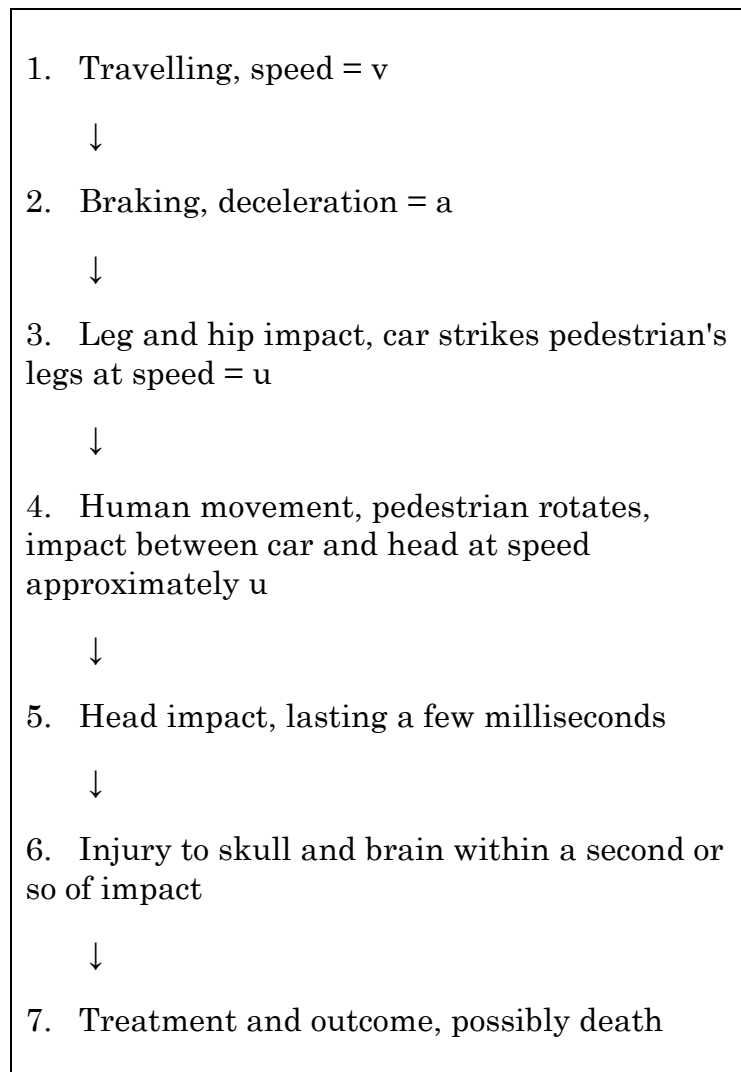 1. Travelling, speed = v
↓
2. Braking, deceleration = a
↓
3. Leg and hip impact, car strikes pedestrian's
legs at speed = u
↓
4. Human movement, pedestrian rotates,
impact between car and head at speed
approximately u
↓
5. Head impact, lasting a few milliseconds
↓
6. Injury to skull and brain within a second or
so of impact
↓
7. Treatment and outcome, possibly death